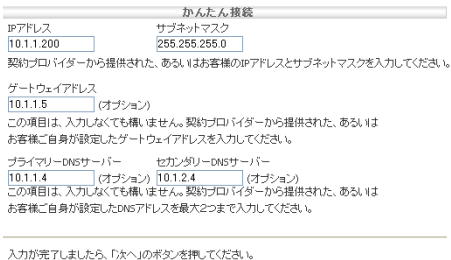 かんたん接続
IPアドレス サブネットマスク
10.1.1.200 255.255.255.0
契約プロバイダーから提供された、あるいはお客様のIPアドレスとサブネットマスクを入力してください。
ゲートウェイアドレス
10.1.1.5 (オプション)
この項目は、入力しなくても構いません。契約プロバイダーから提供された、あるいは
お客様ご自身が設定したゲートウェイアドレスを入力してください。
プライマリーDNSサーバー セカンダリーDNSサーバー
10.1.1.4 (オプション) 10.1.2.4 (オプション)
この項目は、入力しなくても構いません。契約プロバイダーから提供された、あるいは
お客様ご自身が設定したDNSアドレスを最大2つまで入力してください。
入力が完了しましたら、「次へ」のボタンを押してください。